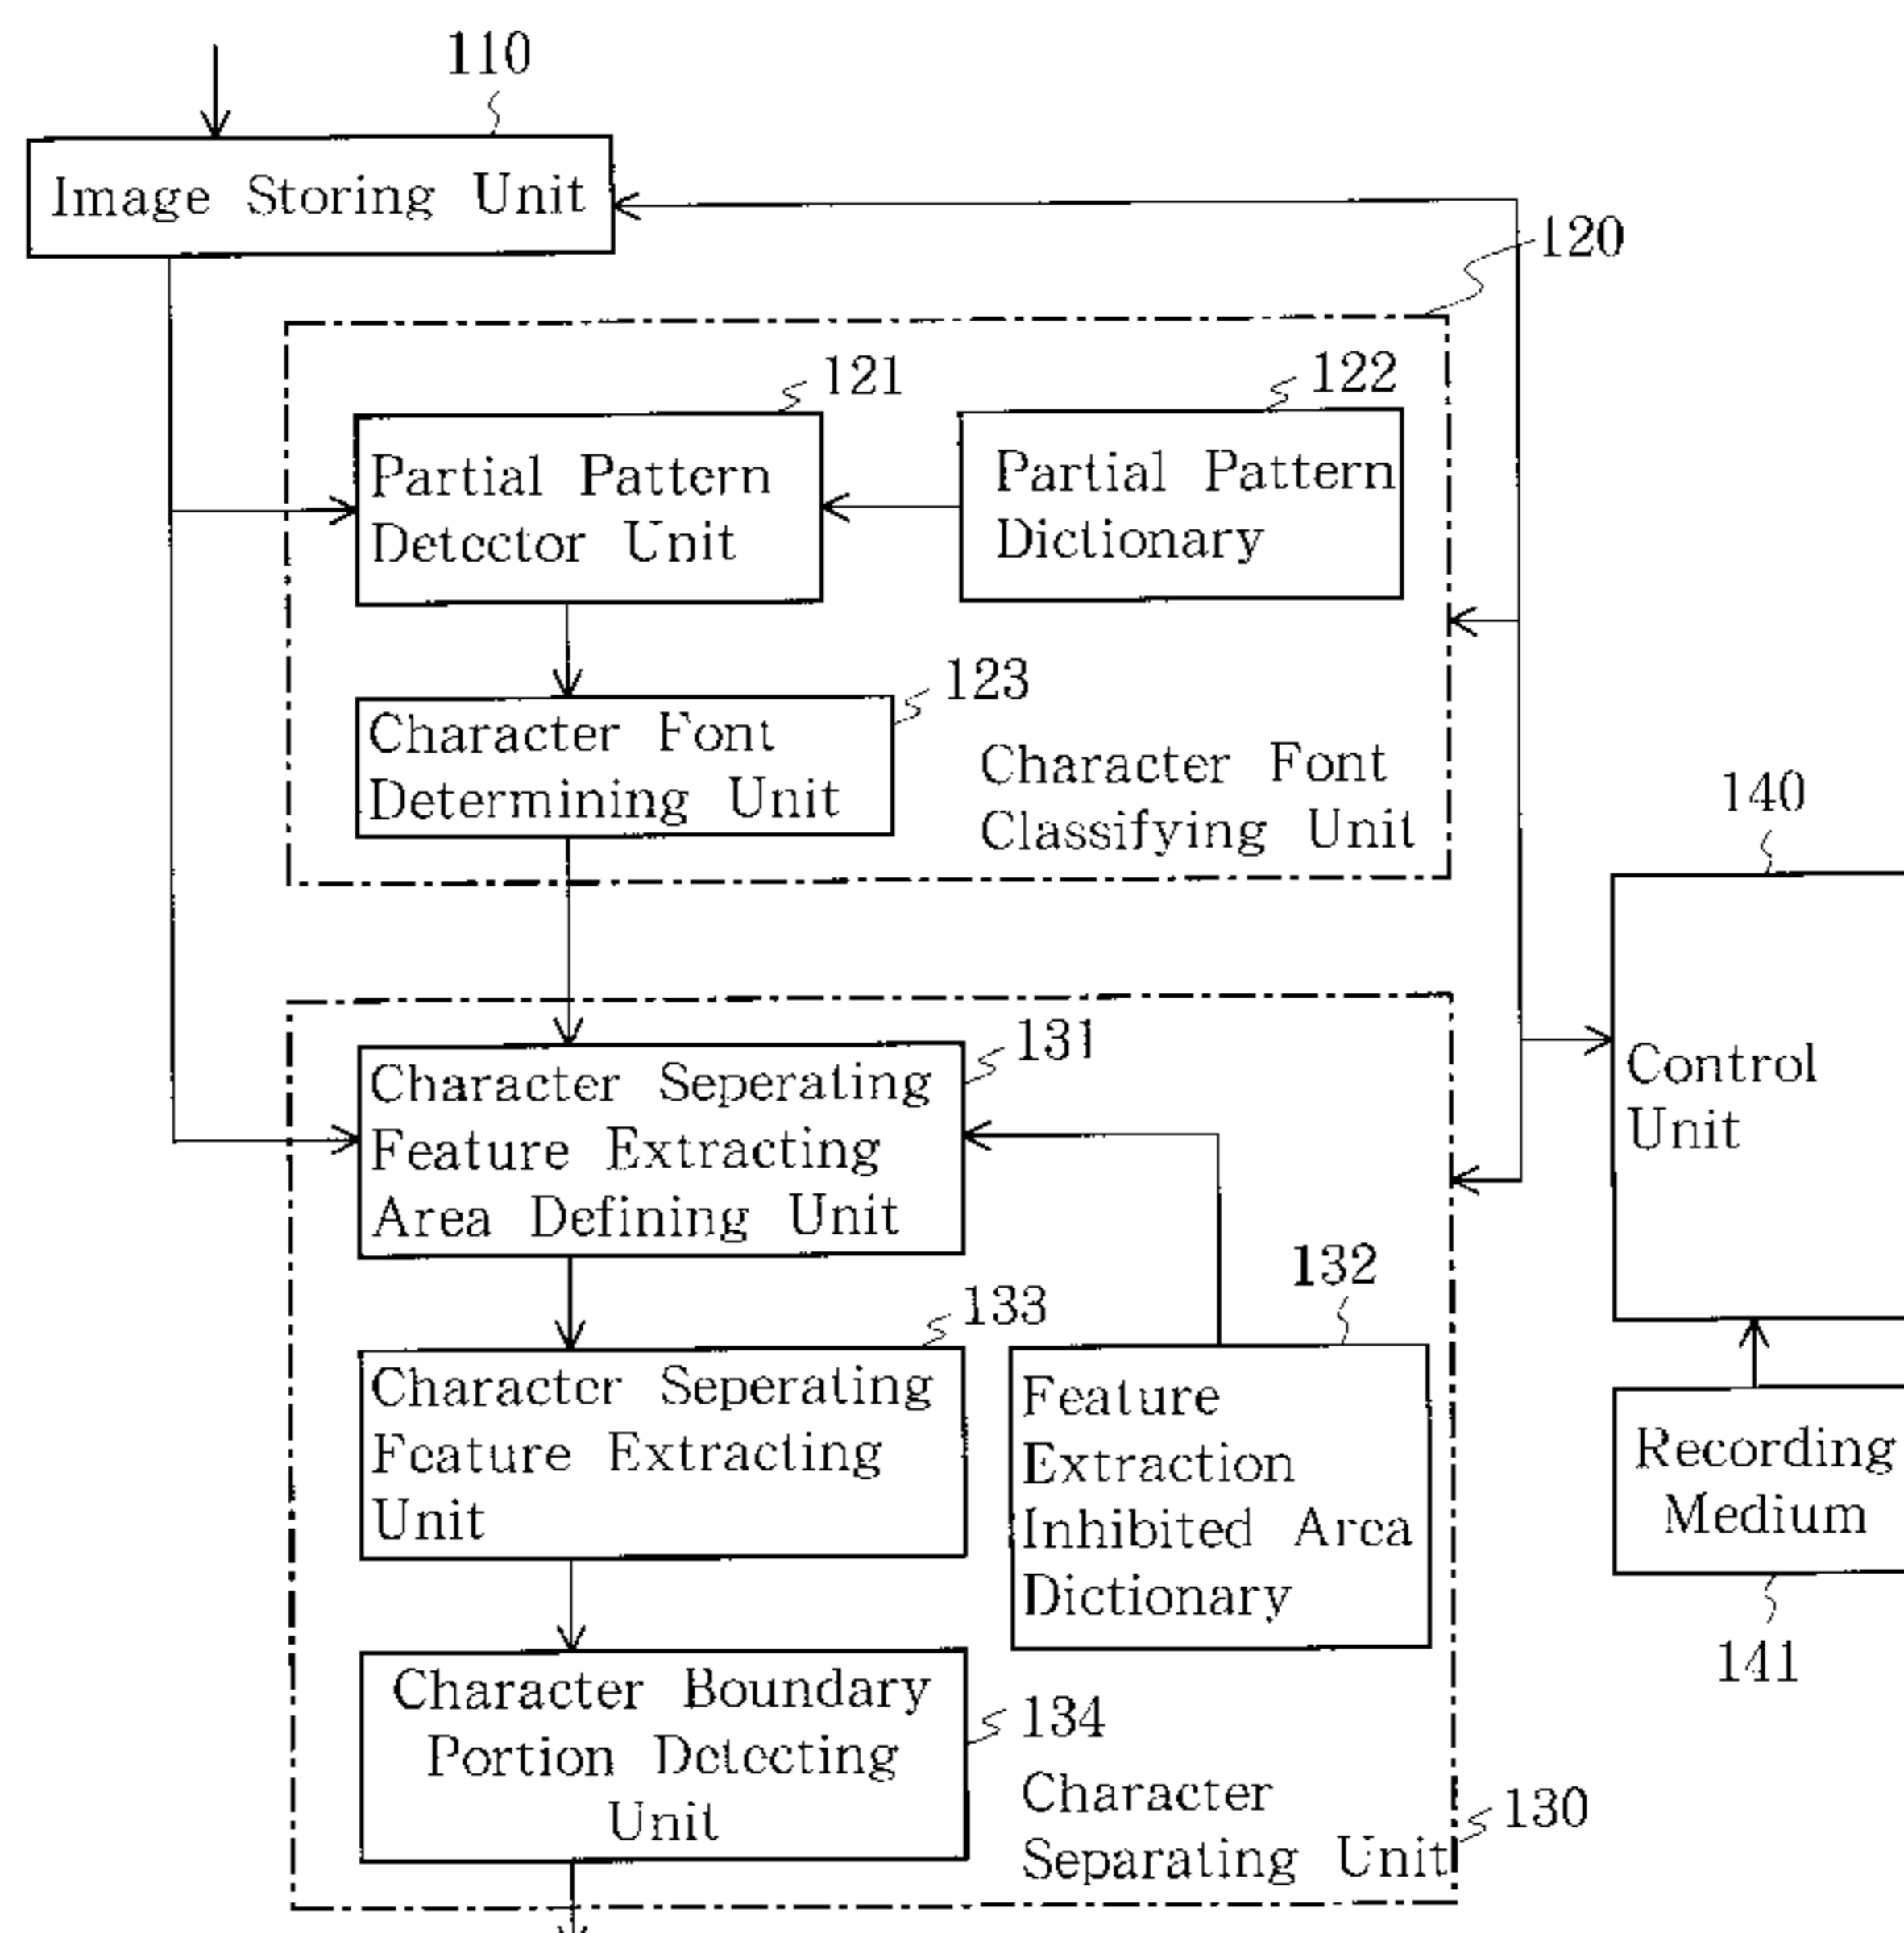 110
Image Storing Unit
120
121
122
Partial Pattern
Detector Unit
Partial Pattern
Dictionary
123
Character Font
Determining Unit
Character Font
Classifying Unit
140
Control
Unit
131
Character Seperating
Feature Extracting
Area Defining Unit
132
133
Character Seperating
Feature Extracting
Unit
Feature
Extraction
Inhibited Area
Dictionary
Recording
Medium
141
Character Boundary
Portion Detecting
Unit
134
Character
Separating Unit
130